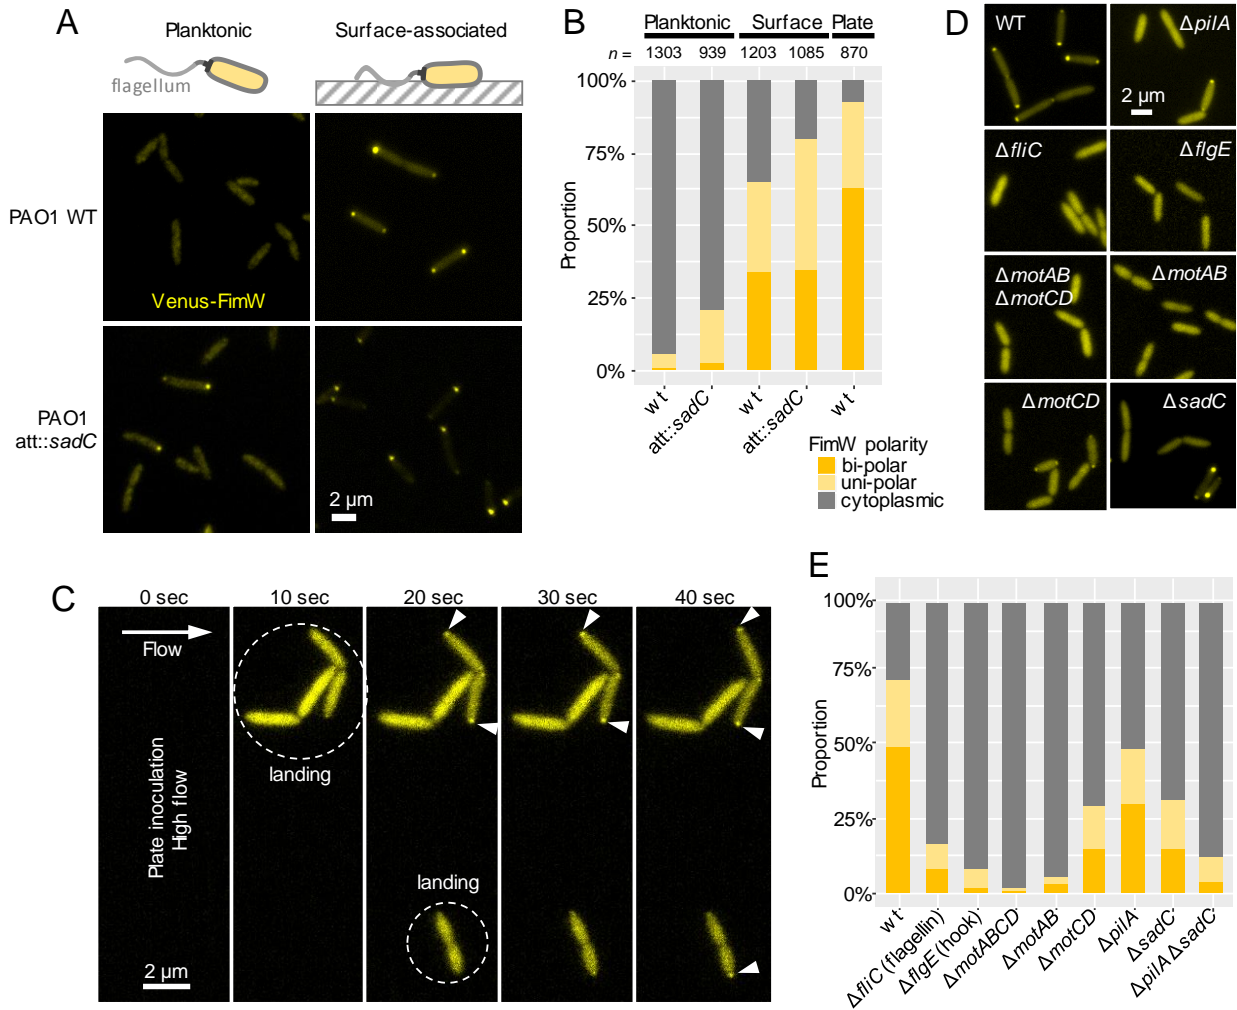 A
Planktonic
Surface-associated
flagellum
PAO1 WT
Venus-FimW
PAO1
att::sadC
2 µm
B
Planktonic Surface Plate
n = 1303 939 1203 1085 870
100%
75%
50%
25%
0%
Proportion
wt
att::sadC
wt
att::sadC
wt
FimW polarity
bi-polar
uni-polar
cytoplasmic
C
0 sec 10 sec 20 sec 30 sec 40 sec
Flow
Plate inoculation
High flow
landing
landing
2 µm
D
WT
ΔpilA
2 µm
ΔfliC
ΔflgE
ΔmotAB
ΔmotCD
ΔmotAB
ΔmotCD
ΔsadC
E
100%
75%
50%
25%
0%
Proportion
wt
ΔfliC (flagellin)
ΔflgE (hook)
ΔmotABCD
ΔmotAB
ΔmotCD
ΔpilA
ΔsadC
ΔpilA ΔsadC